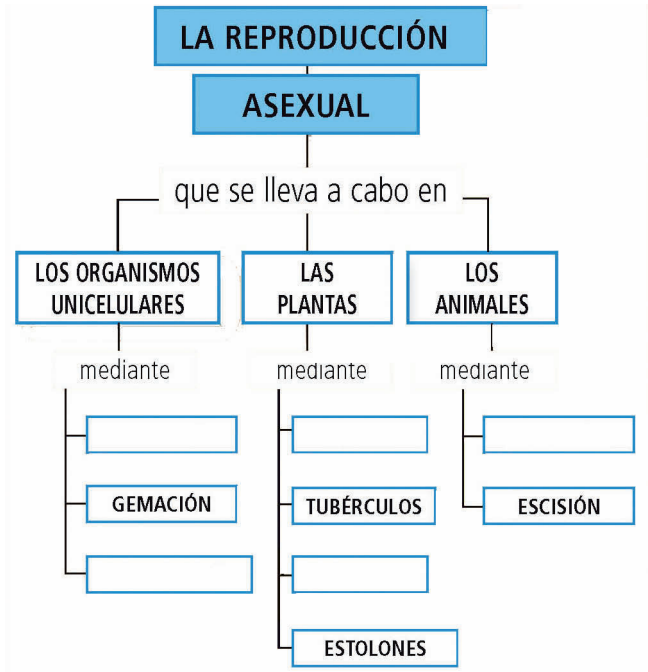 LA REPRODUCCIÓN
ASEXUAL
que se lleva a cabo en
LOS ORGANISMOS
UNICELULARES
LAS
PLANTAS
LOS
ANIMALES
mediante
mediante
mediante
GEMACIÓN
TUBÉRCULOS
ESCISIÓN
ESTOLONES